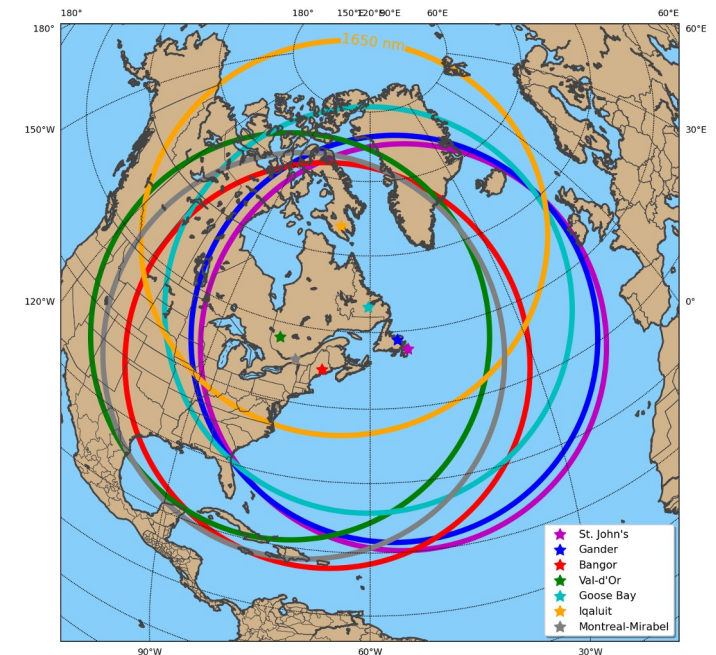 180° 180° 150°E120°E90°E 60°E 60°E
180° 60°E
1650 nm
150°W 30°E
120°W 0°
St. John's
Gander
Bangor
Val-d'Or
Goose Bay
Iqaluit
Montreal-Mirabel
90°W 60°W 30°W